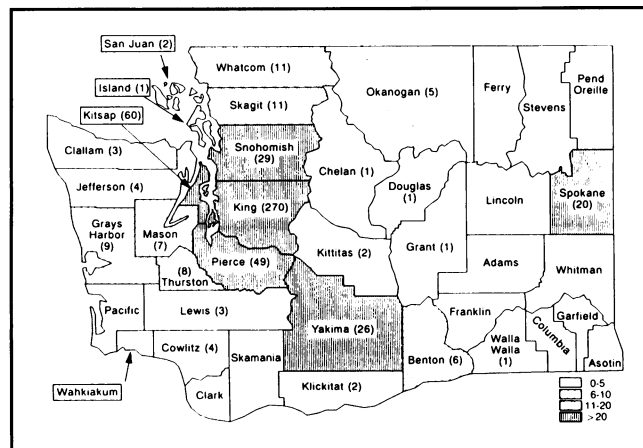 San Juan (2)
Island (1)
Kitsap (60)
Whatcom (11)
Skagit (11)
Okanogan (5)
Ferry
Stevens
Pend
Oreille
Clallam (3)
Snohomish
(29)
Chelan (1)
Douglas
(1)
Lincoln
Spokane
(20)
Jefferson (4)
King (270)
Grays
Harbor
(9)
Mason
(7)
Kittitas (2)
Grant (1)
Adams
Whitman
(8)
Thurston
Pierce (49)
Pacific
Lewis (3)
Yakima (26)
Franklin
Columbia
Garfield
Walla
Walla
(1)
Asotin
Benton (6)
Cowlitz (4)
Skamania
Wahkiakum
Clark
Klickitat (2)
0-5
6-10
11-20
>20